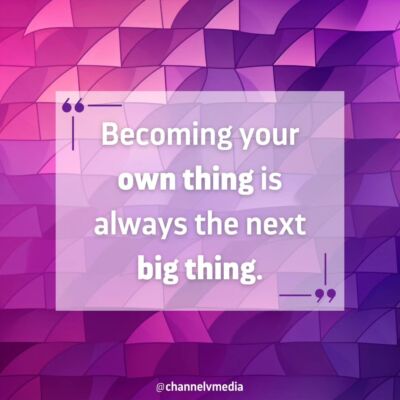 Becoming your
own thing is
always the next
big thing.
@channelvmedia